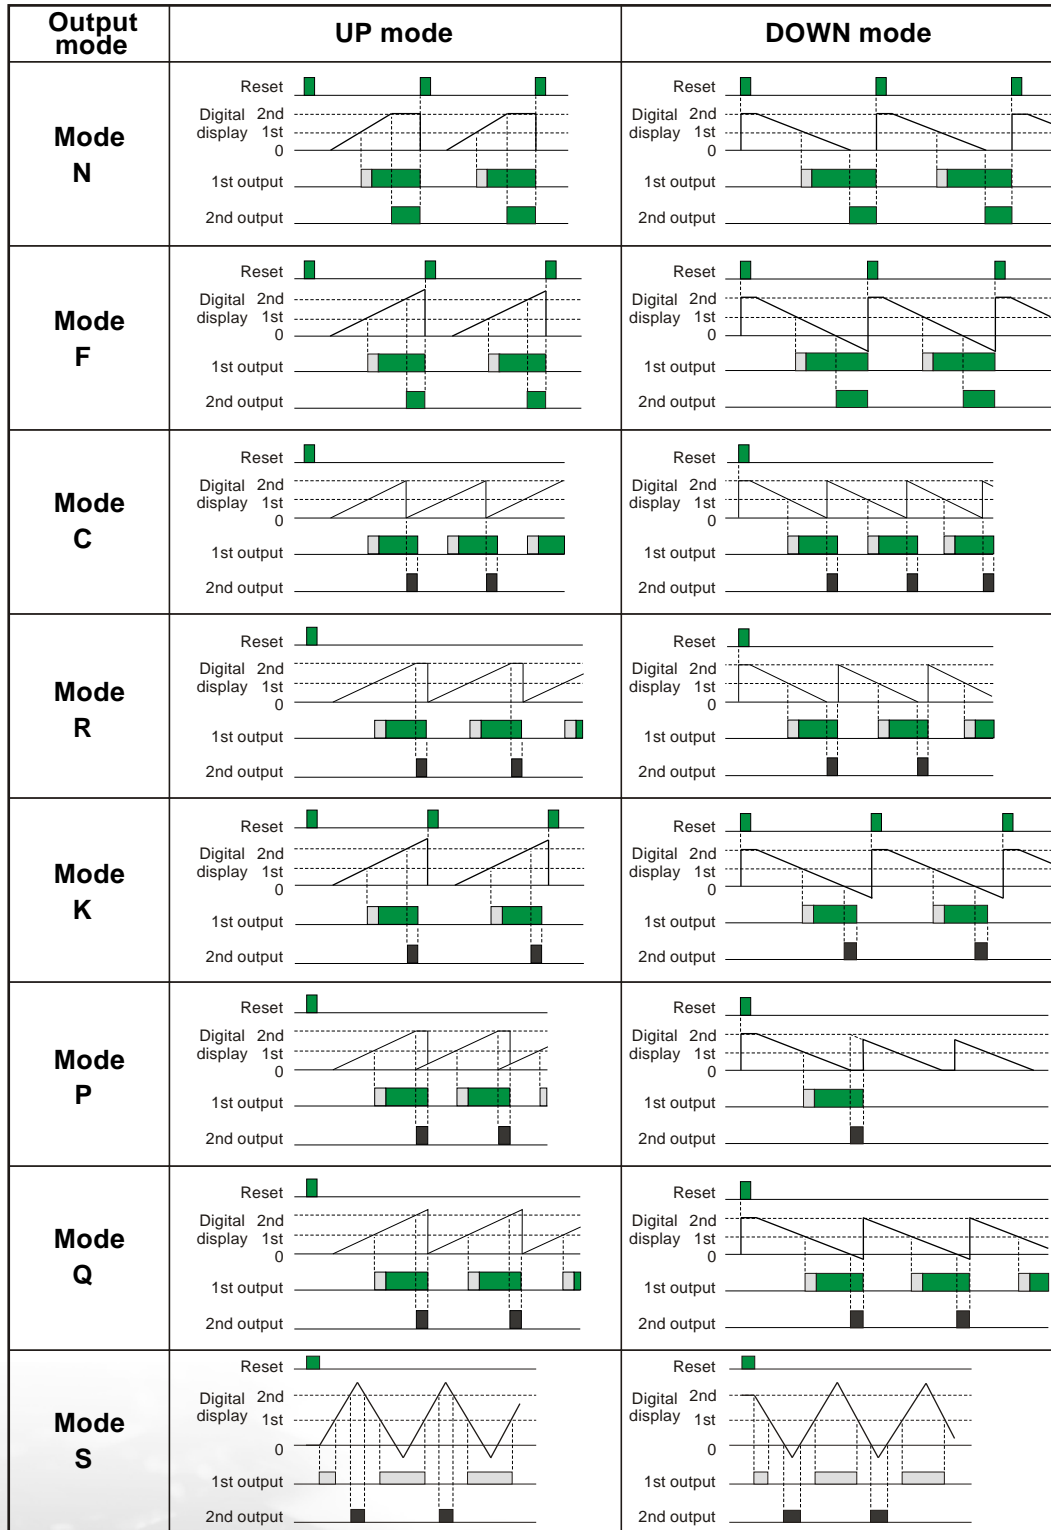 Output mode
UP mode
DOWN mode
Mode N
Reset
Digital display
2nd
1st
0
1st output
2nd output
Reset
Digital display
2nd
1st
0
1st output
2nd output
Mode F
Reset
Digital display
2nd
1st
0
1st output
2nd output
Reset
Digital display
2nd
1st
0
1st output
2nd output
Mode C
Reset
Digital display
2nd
1st
0
1st output
2nd output
Reset
Digital display
2nd
1st
0
1st output
2nd output
Mode R
Reset
Digital display
2nd
1st
0
1st output
2nd output
Reset
Digital display
2nd
1st
0
1st output
2nd output
Mode K
Reset
Digital display
2nd
1st
0
1st output
2nd output
Reset
Digital display
2nd
1st
0
1st output
2nd output
Mode P
Reset
Digital display
2nd
1st
0
1st output
2nd output
Reset
Digital display
2nd
1st
0
1st output
2nd output
Mode Q
Reset
Digital display
2nd
1st
0
1st output
2nd output
Reset
Digital display
2nd
1st
0
1st output
2nd output
Mode S
Reset
Digital display
2nd
1st
0
1st output
2nd output
Reset
Digital display
2nd
1st
0
1st output
2nd output